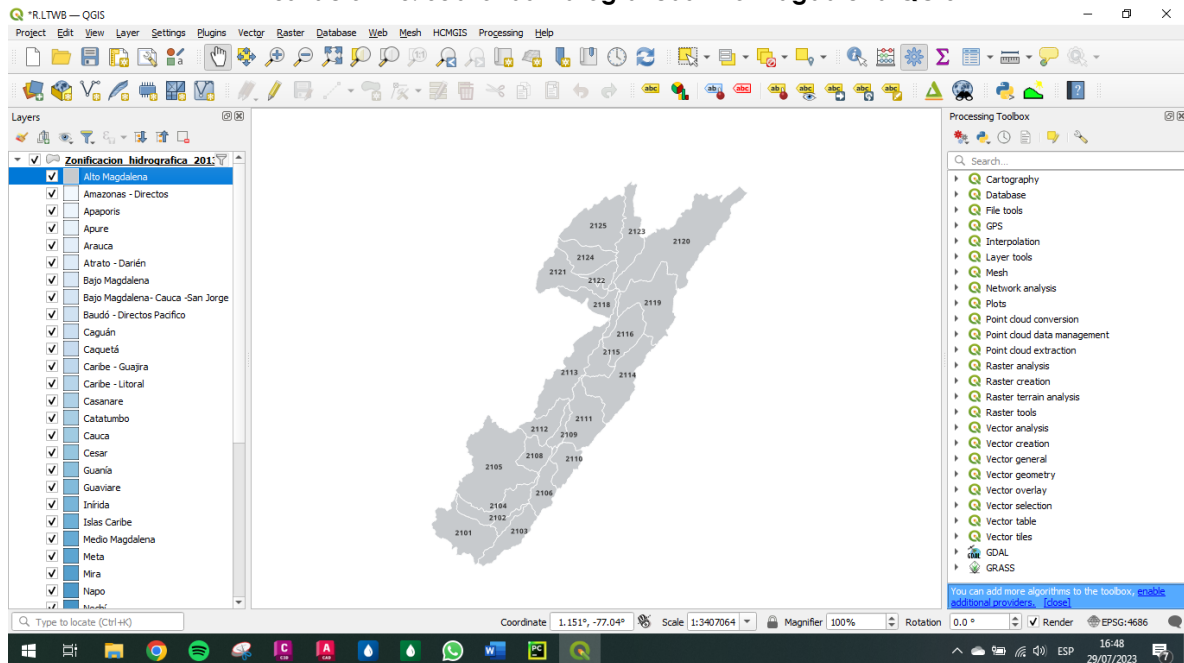 *R.LTWB — QGIS
Project Edit View Layer Settings Plugins Vector Raster Database Web Mesh HCMGIS Processing Help
Layers
Zonificacion_hidrografica_201
Alto Magdalena
Amazonas - Directos
Apaporis
Apure
Arauca
Atrato - Darién
Bajo Magdalena
Bajo Magdalena- Cauca -San Jorge
Baudó - Directos Pacifico
Caguán
Caquetá
Caribe - Guajira
Caribe - Litoral
Casanare
Catatumbo
Cauca
Cesar
Guanía
Guaviare
Inírida
Islas Caribe
Medio Magdalena
Meta
Mira
Napo
2125
2123
2120
2124
2121
2122
2118
2119
2116
2115
2113
2114
2111
2112
2109
2108
2110
2105
2106
2104
2102
2101
2103
Processing Toolbox
Search...
Cartography
Database
File tools
GPS
Interpolation
Layer tools
Mesh
Network analysis
Plots
Point cloud conversion
Point cloud data management
Point cloud extraction
Raster analysis
Raster creation
Raster terrain analysis
Raster tools
Vector analysis
Vector creation
Vector general
Vector geometry
Vector overlay
Vector selection
Vector table
Vector tiles
GDAL
GRASS
You can add more algorithms to the toolbox, enable
additional providers. [close]
Type to locate (Ctrl+K) Coordinate 1.151°, -77.04° Scale 1:3407064 Magnifier 100% Rotation 0.0 ° Render EPSG:4686
ESP
16:48
29/07/2023